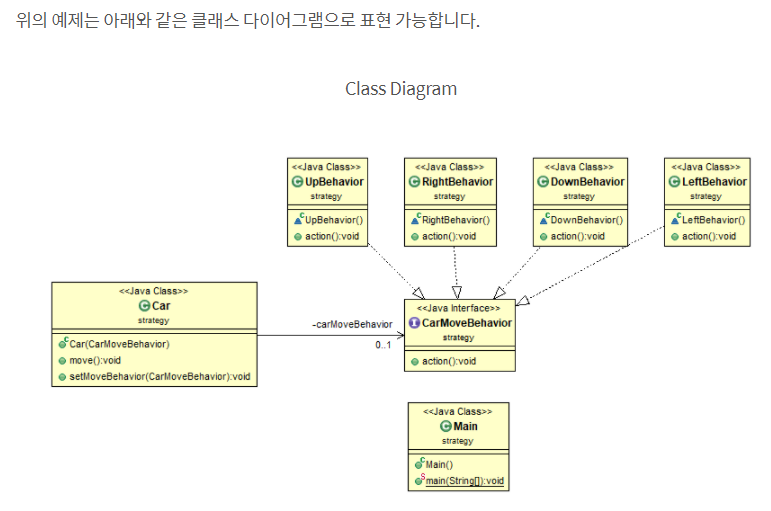 위의 예제는 아래와 같은 클래스 다이어그램으로 표현 가능합니다.
Class Diagram
<<Java Class>>
UpBehavior
strategy
UpBehavior()
action():void
<<Java Class>>
RightBehavior
strategy
RightBehavior()
action():void
<<Java Class>>
DownBehavior
strategy
DownBehavior()
action():void
<<Java Class>>
LeftBehavior
strategy
LeftBehavior()
action():void
<<Java Class>>
Car
strategy
Car(CarMoveBehavior)
move():void
setMoveBehavior(CarMoveBehavior):void
-carMoveBehavior
0..1
<<Java Interface>>
CarMoveBehavior
strategy
action():void
<<Java Class>>
Main
strategy
Main()
main(String[]):void